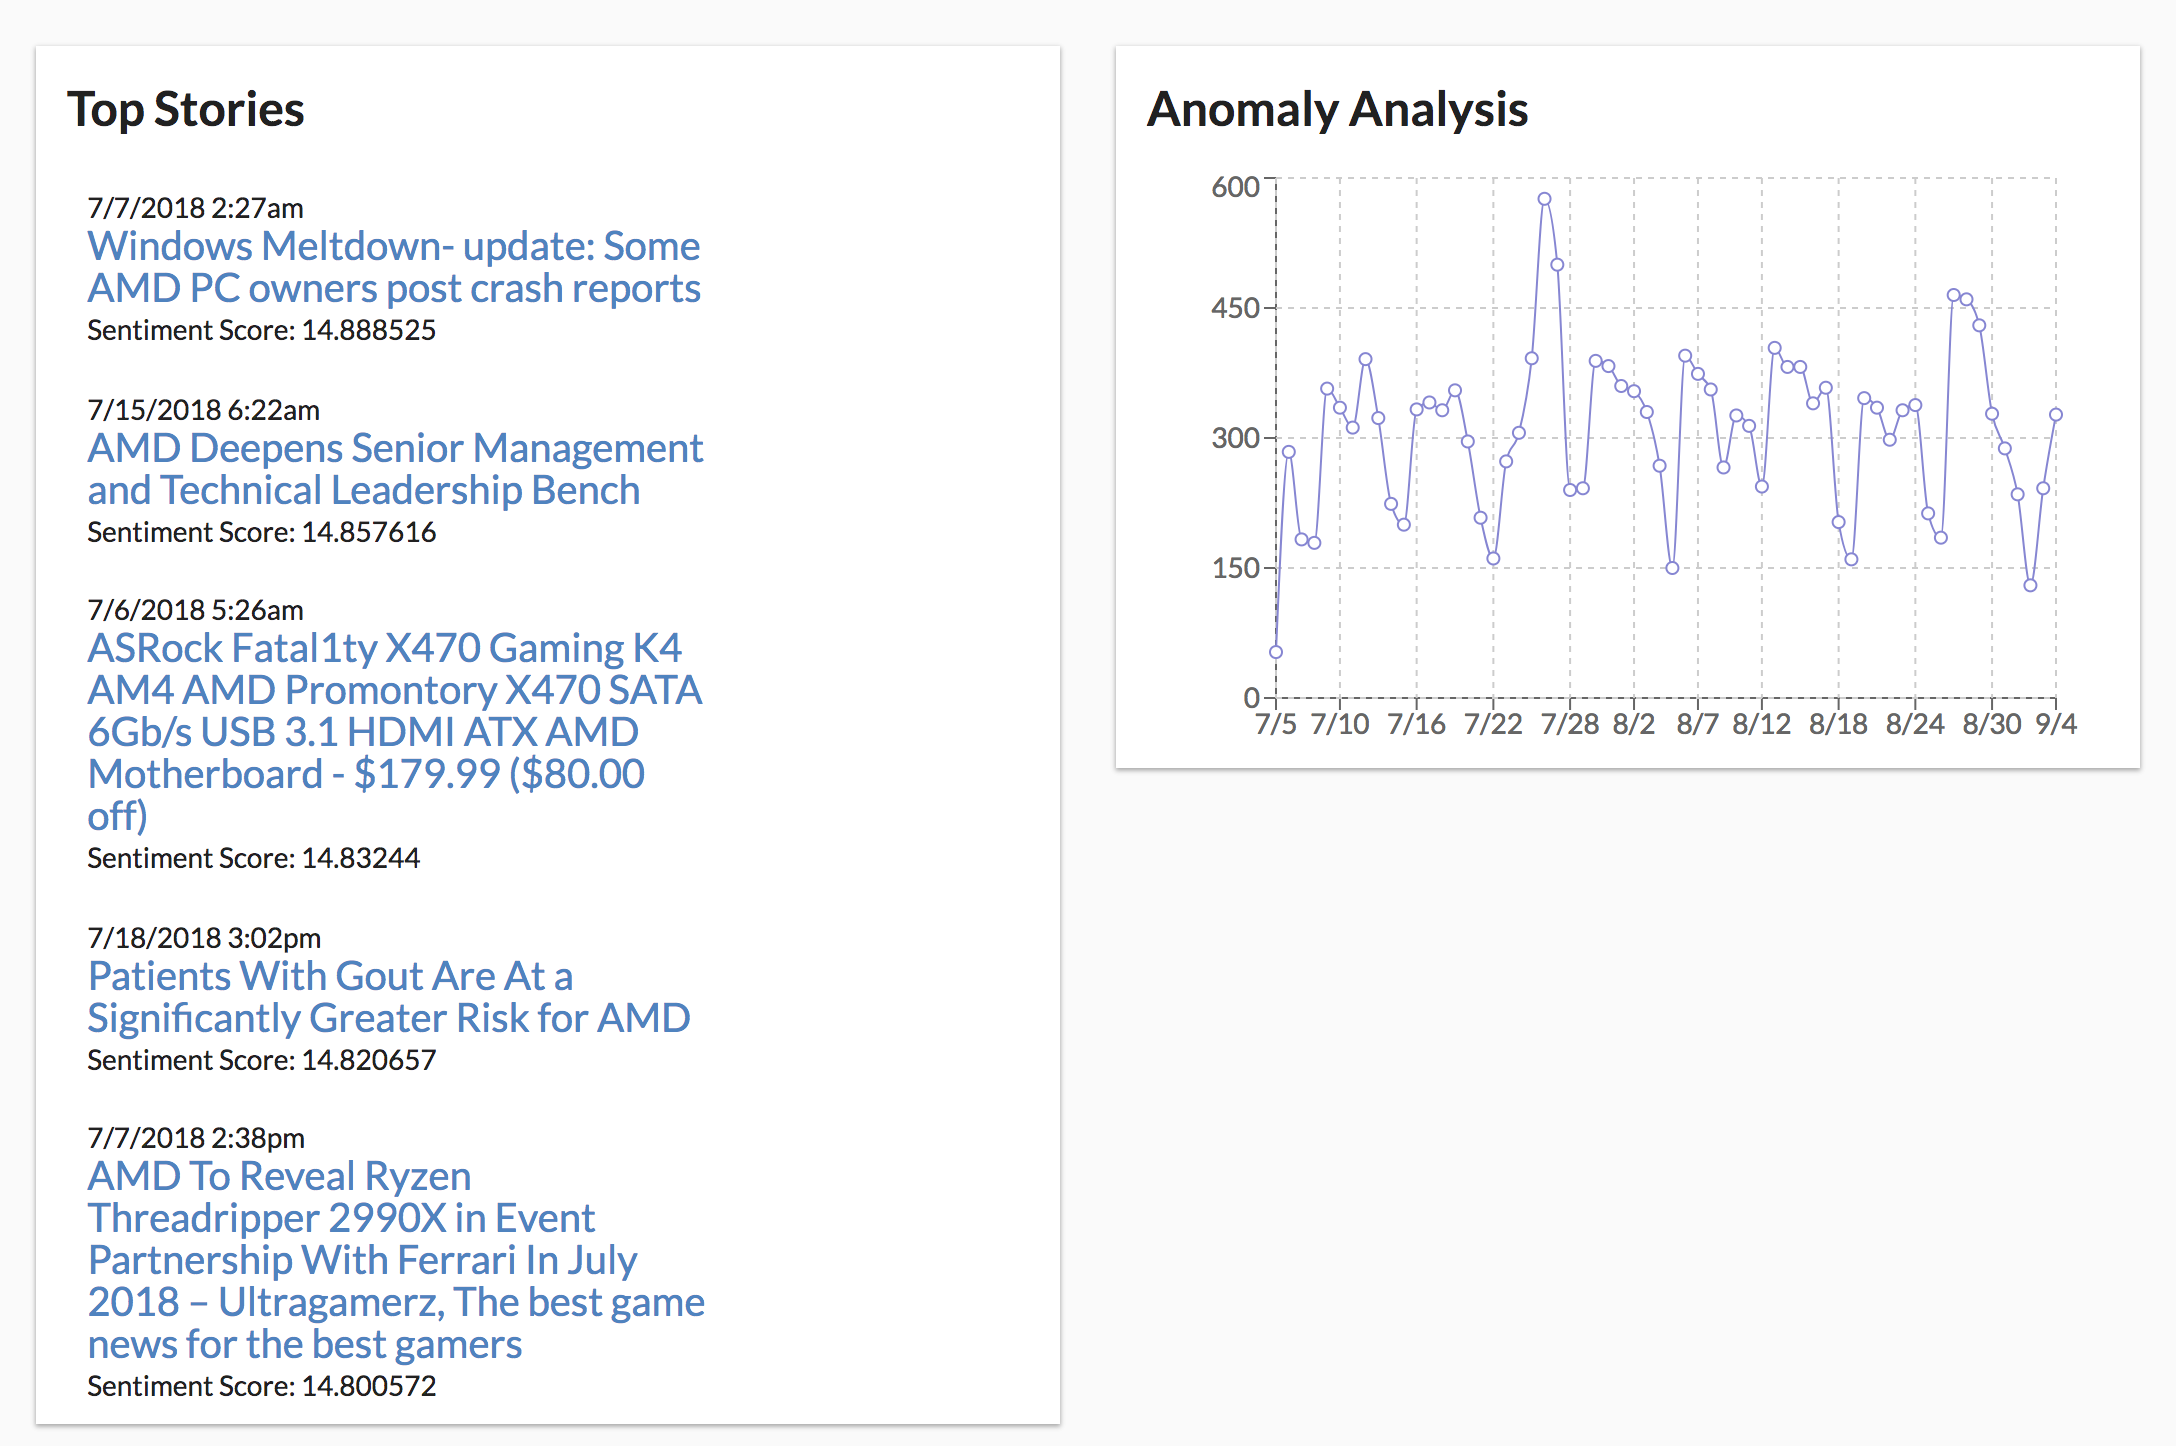 Top Stories
7/7/2018 2:27am
Windows Meltdown- update: Some
AMD PC owners post crash reports
Sentiment Score: 14.888525
7/15/2018 6:22am
AMD Deepens Senior Management
and Technical Leadership Bench
Sentiment Score: 14.857616
7/6/2018 5:26am
ASRock Fatal1ty X470 Gaming K4
AM4 AMD Promontory X470 SATA
6Gb/s USB 3.1 HDMI ATX AMD
Motherboard - $179.99 ($80.00
off)
Sentiment Score: 14.83244
7/18/2018 3:02pm
Patients With Gout Are At a
Significantly Greater Risk for AMD
Sentiment Score: 14.820657
7/7/2018 2:38pm
AMD To Reveal Ryzen
Threadripper 2990X in Event
Partnership With Ferrari In July
2018 – Ultragamerz, The best game
news for the best gamers
Sentiment Score: 14.800572
Anomaly Analysis
600
450
300
150
0
7/5 7/10 7/16 7/22 7/28 8/2 8/7 8/12 8/18 8/24 8/30 9/4